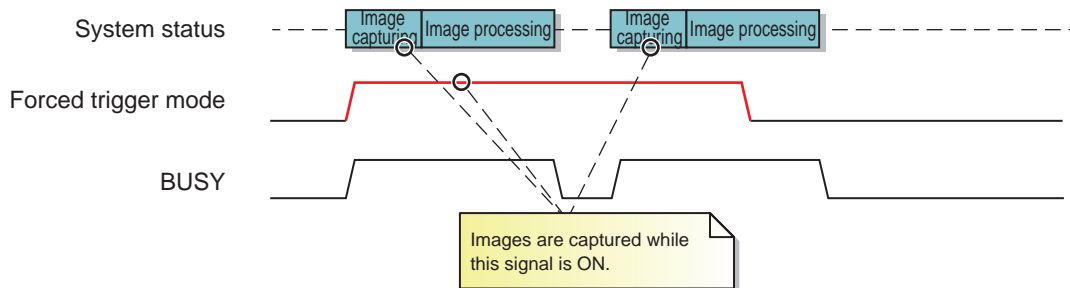 System status
Image capturing
Image processing
Image capturing
Image processing
Forced trigger mode
BUSY
Images are captured while
this signal is ON.